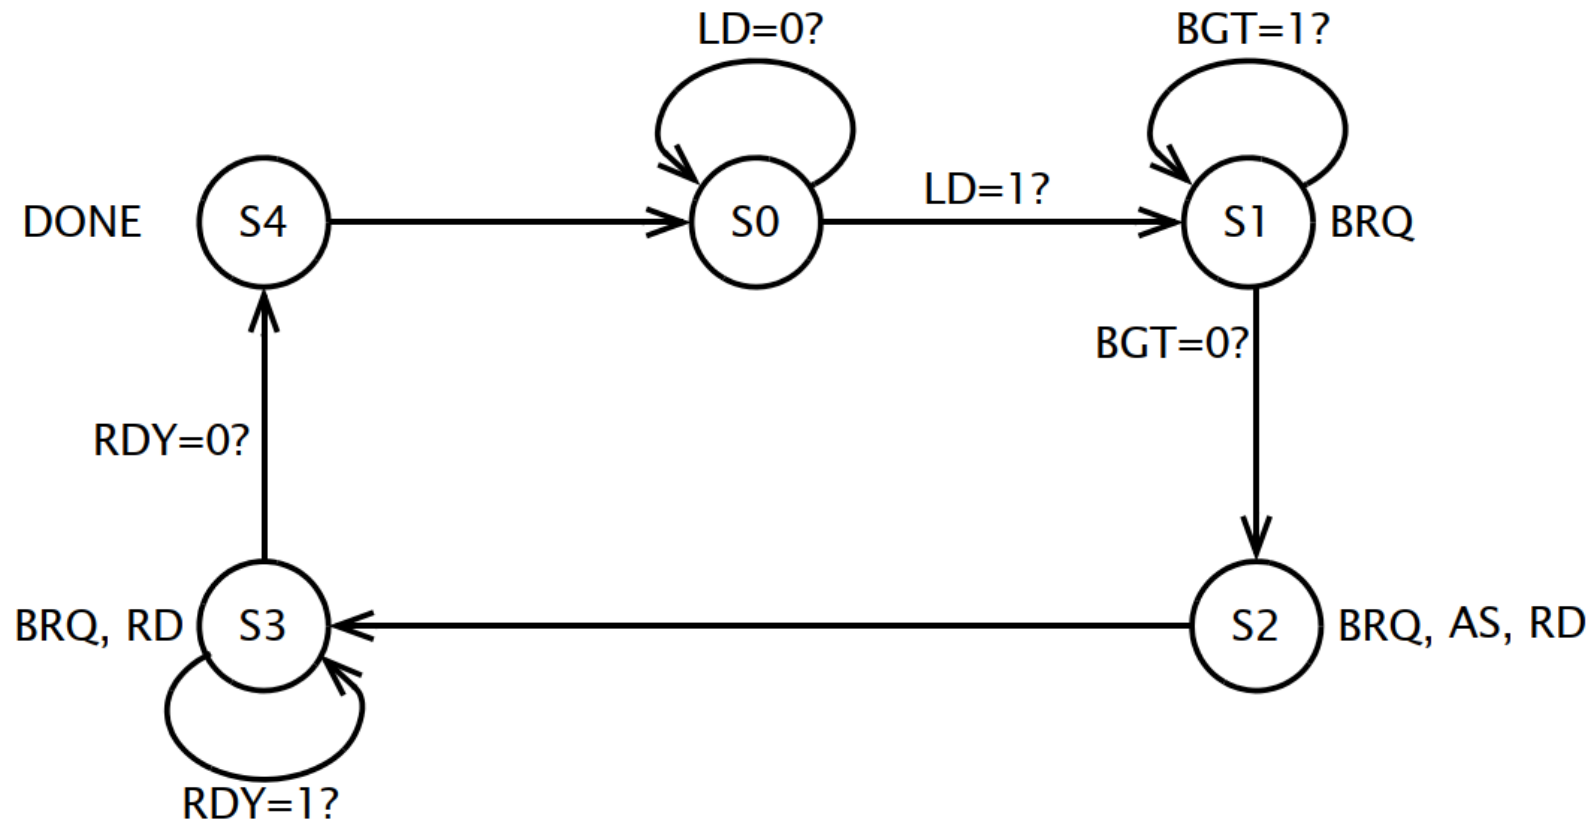 LD=0?
BGT=1?
LD=1?
DONE
S4
S0
S1
BRQ
BGT=0?
RDY=0?
BRQ, RD
S3
S2
BRQ, AS, RD
RDY=1?